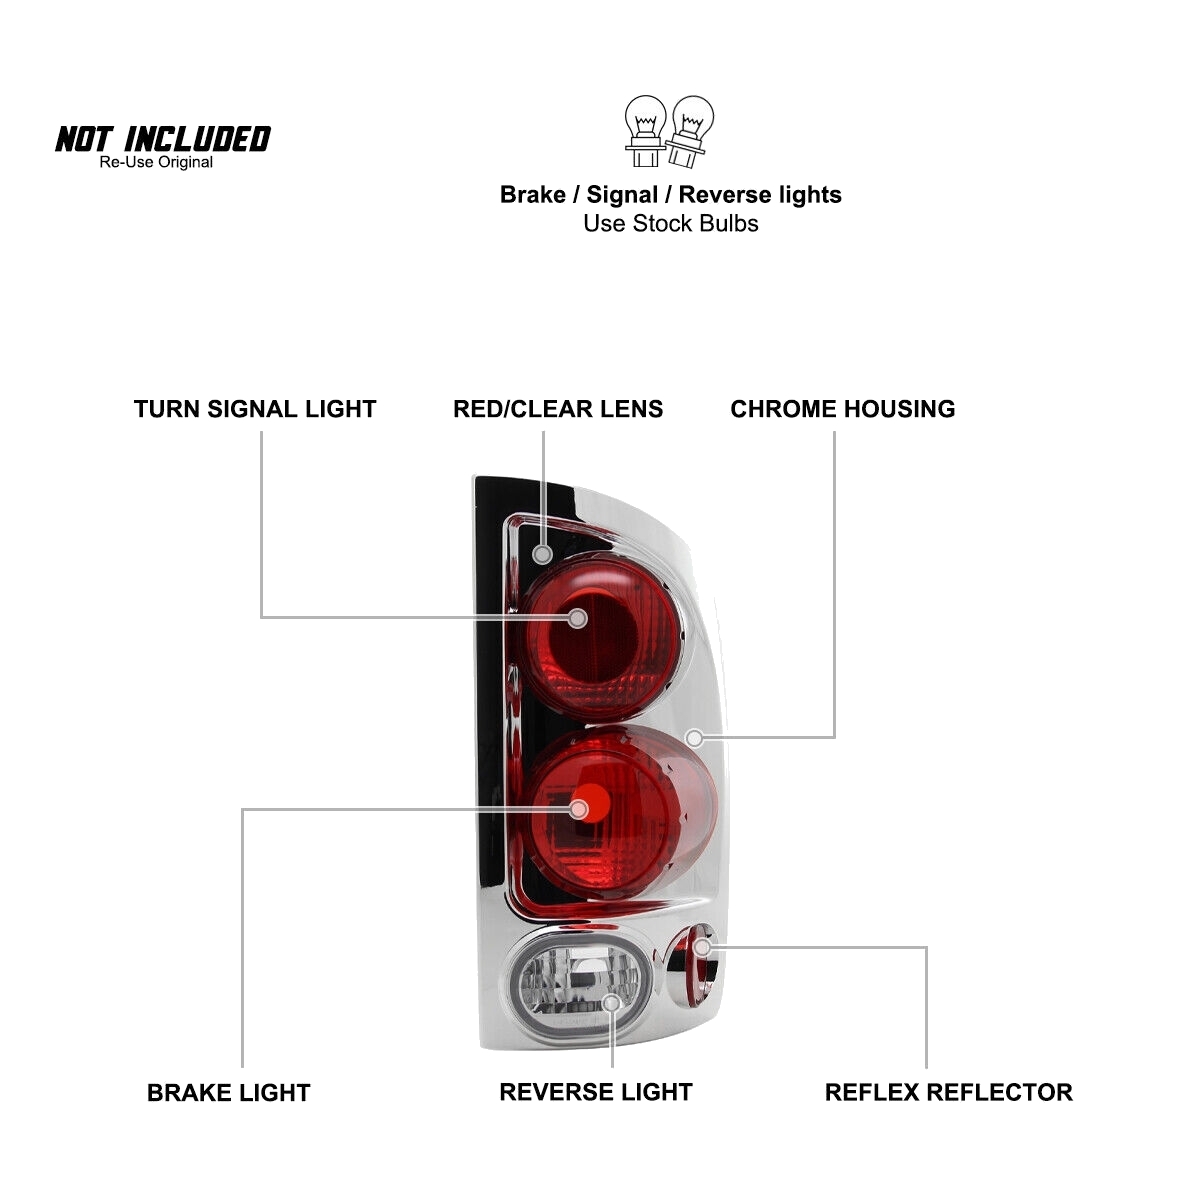 NOT INCLUDED
Re-Use Original
Brake / Signal / Reverse lights
Use Stock Bulbs
TURN SIGNAL LIGHT
RED/CLEAR LENS
CHROME HOUSING
BRAKE LIGHT
REVERSE LIGHT
REFLEX REFLECTOR